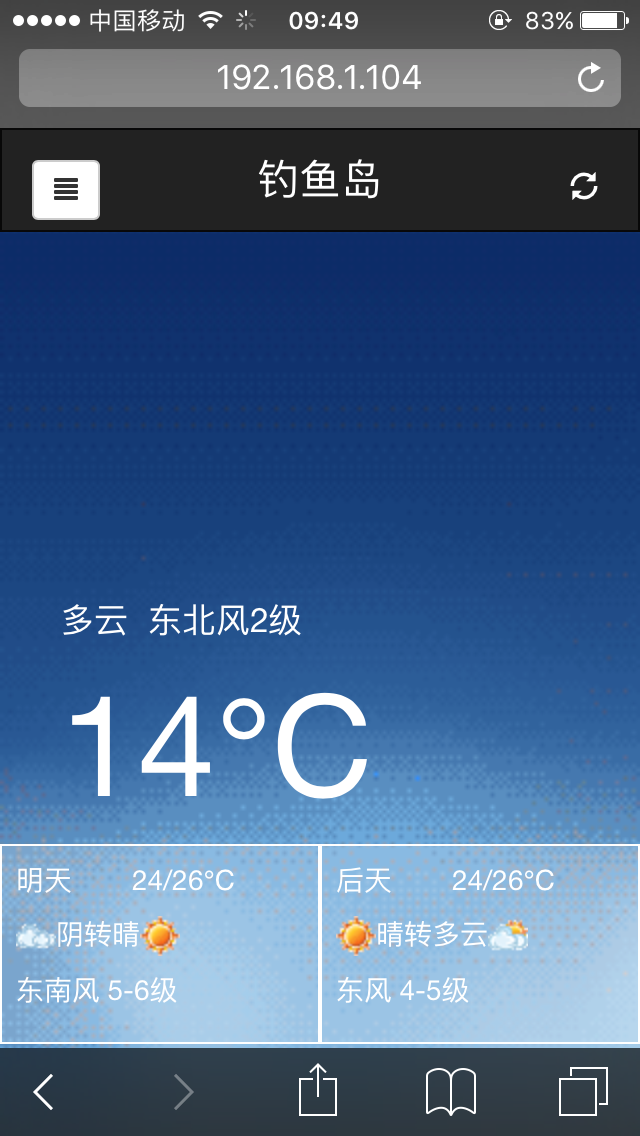 中国移动 09:49 83%
192.168.1.104
钓鱼岛
多云 东北风2级
14°C
明天 24/26°C
阴转晴
东南风 5-6级
后天 24/26°C
晴转多云
东风 4-5级